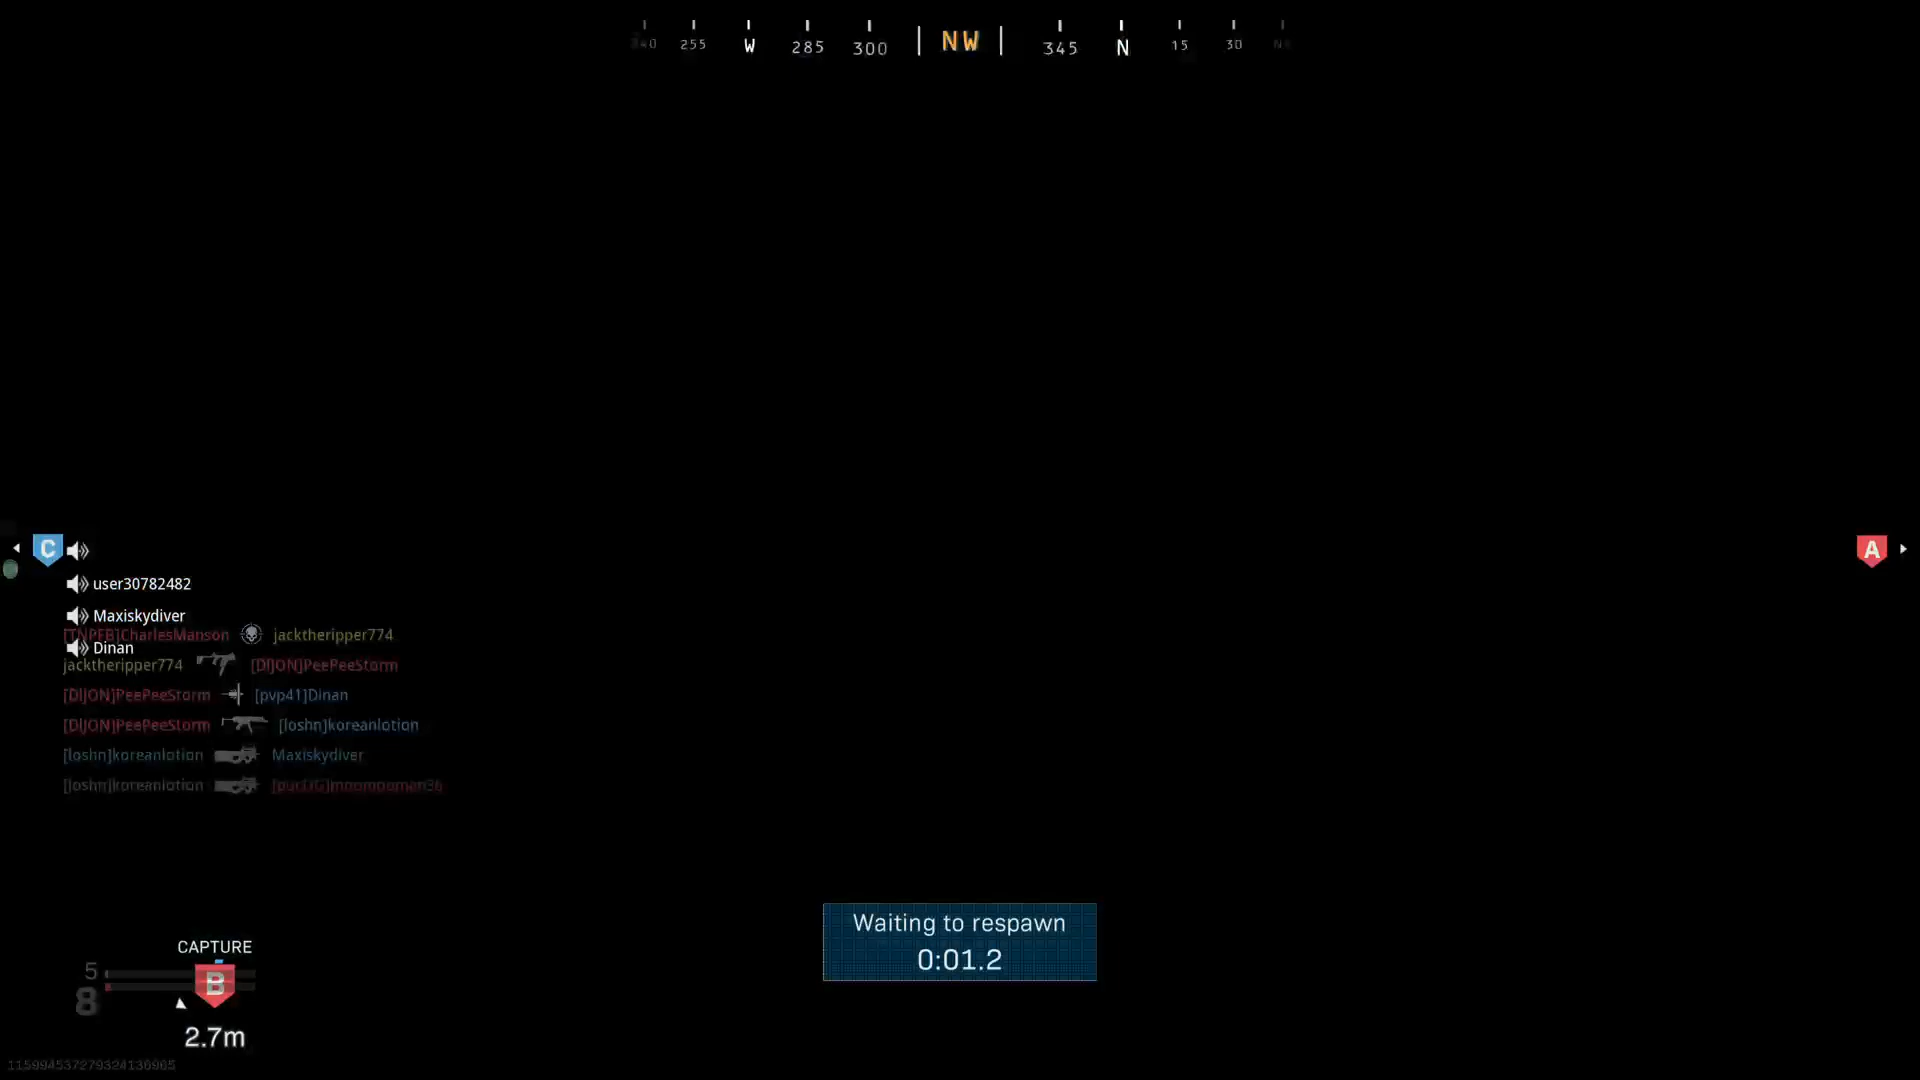 255 W 285 300 NW 345 N 15 30
C
A
user30782482
Maxiskydiver
[TNPFB]CharlesManson jacktheripper774
Dinan
jacktheripper774 [DIJON]PeePeeStorm
[DIJON]PeePeeStorm [pvp41]Dinan
[DIJON]PeePeeStorm [loshn]koreanlotion
[loshn]koreanlotion Maxiskydiver
[loshn]koreanlotion
Waiting to respawn
0:01.2
CAPTURE
5
B
8
2.7m